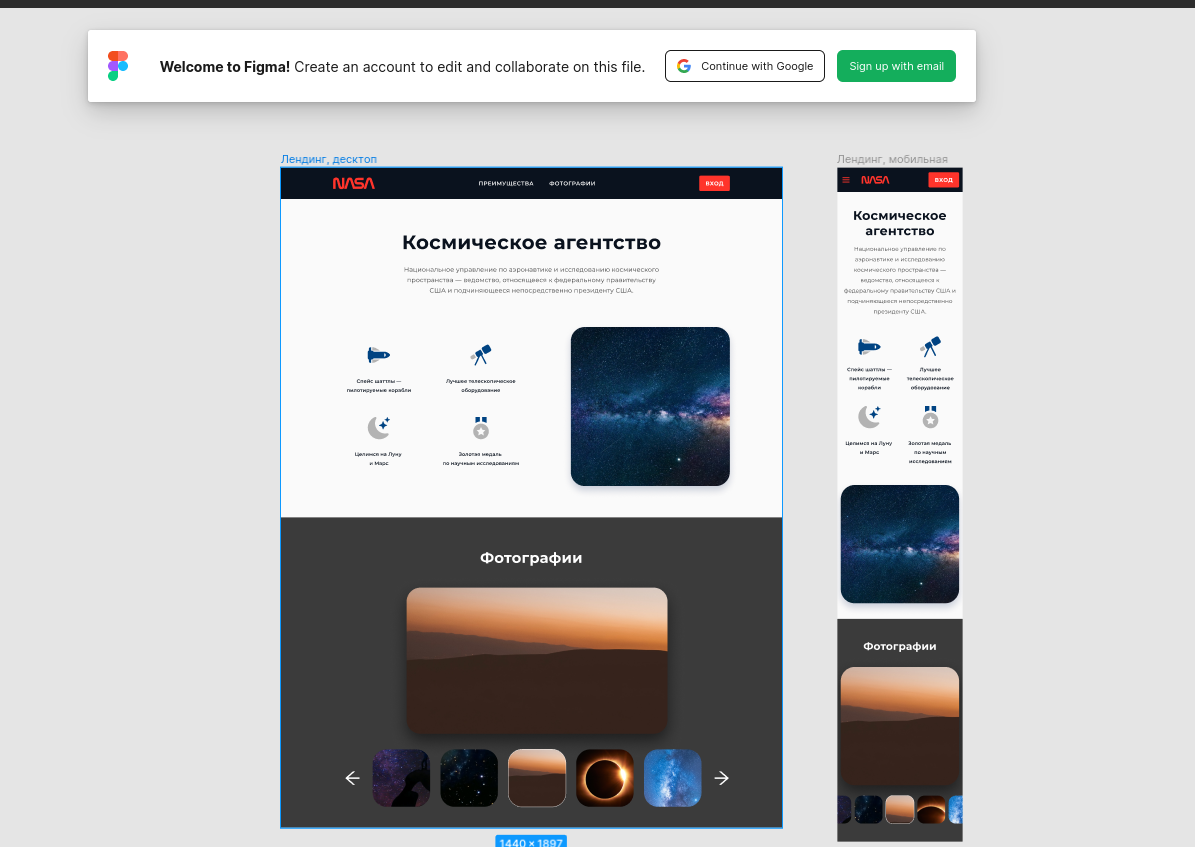 Welcome to Figma! Create an account to edit and collaborate on this file.
Continue with Google
Sign up with email
Лендинг, десктоп
NASA
ПРЕИМУЩЕСТВА
ФОТОГРАФИИ
ВХОД
Космическое агентство
Национальное управление по аэронавтике и исследованию космического
пространства — ведомство, относящееся к федеральному правительству
США и подчиняющееся непосредственно президенту США.
Спейс шаттлы —
пилотируемые корабли
Лучшее телескопическое
оборудование
Целимся на Луну
и Марс
Золотая медаль
по научным исследованиям
Фотографии
1440 × 1897
Лендинг, мобильная
NASA
ВХОД
Космическое
агентство
Национальное управление по
аэронавтике и исследованию
космического пространства —
ведомство, относящееся к
федеральному правительству США и
подчиняющееся непосредственно
президенту США.
Спейс шаттлы —
пилотируемые
корабли
Лучшее
телескопическое
оборудование
Целимся на Луну
и Марс
Золотая медаль
по научным
исследованиям
Фотографии